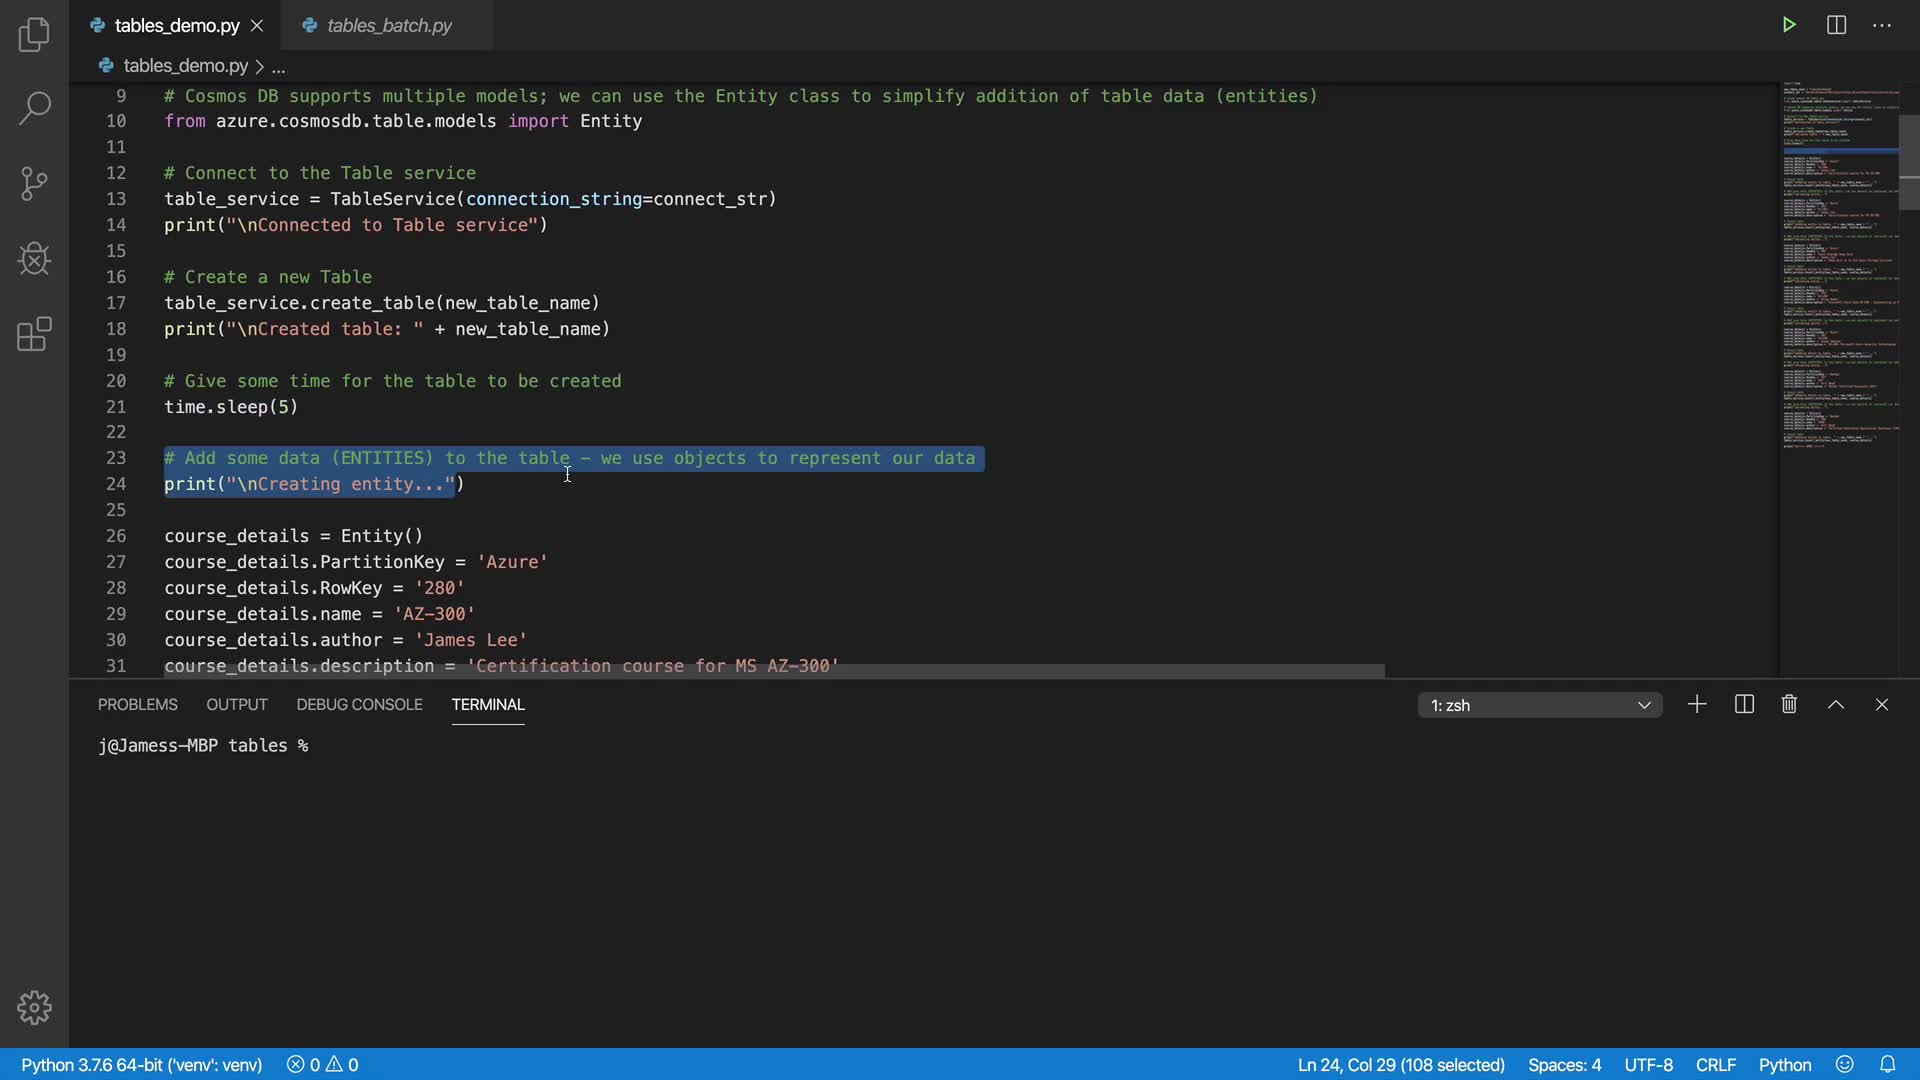 tables_demo.py
tables_batch.py
tables_demo.py > ...
9 # Cosmos DB supports multiple models; we can use the Entity class to simplify addition of table data (entities)
10 from azure.cosmosdb.table.models import Entity
11
12 # Connect to the Table service
13 table_service = TableService(connection_string=connect_str)
14 print("\nConnected to Table service")
15
16 # Create a new Table
17 table_service.create_table(new_table_name)
18 print("\nCreated table: " + new_table_name)
19
20 # Give some time for the table to be created
21 time.sleep(5)
22
23 # Add some data (ENTITIES) to the table – we use objects to represent our data
24 print("\nCreating entity...")
25
26 course_details = Entity()
27 course_details.PartitionKey = 'Azure'
28 course_details.RowKey = '280'
29 course_details.name = 'AZ-300'
30 course_details.author = 'James Lee'
31 course_details.description = 'Certification course for MS AZ-300'
PROBLEMS OUTPUT DEBUG CONSOLE TERMINAL 1: zsh
j@Jamess-MBP tables %
Python 3.7.6 64-bit ('venv': venv) 0 0 Ln 24, Col 29 (108 selected) Spaces: 4 UTF-8 CRLF Python